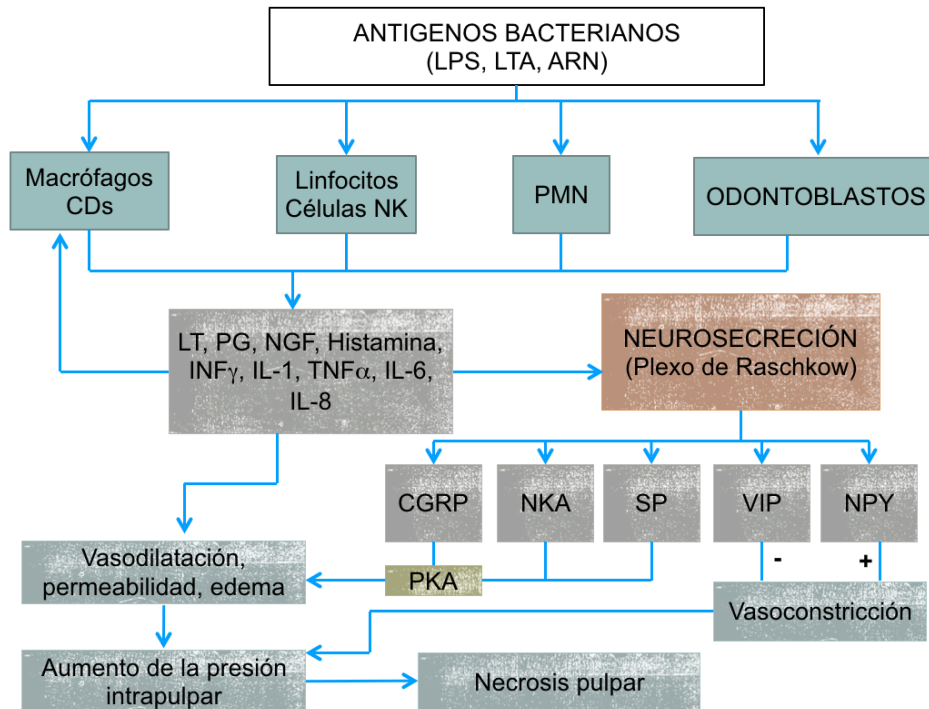 ANTIGENOS BACTERIANOS
(LPS, LTA, ARN)
Macrófagos
CDs
Linfocitos
Células NK
PMN
ODONTOBLASTOS
LT, PG, NGF, Histamina,
INFγ, IL-1, TNFα, IL-6,
IL-8
NEUROSECRECIÓN
(Plexo de Raschkow)
CGRP
NKA
SP
VIP
NPY
-
+
PKA
Vasodilatación,
permeabilidad, edema
Vasoconstricción
Aumento de la presión
intrapulpar
Necrosis pulpar